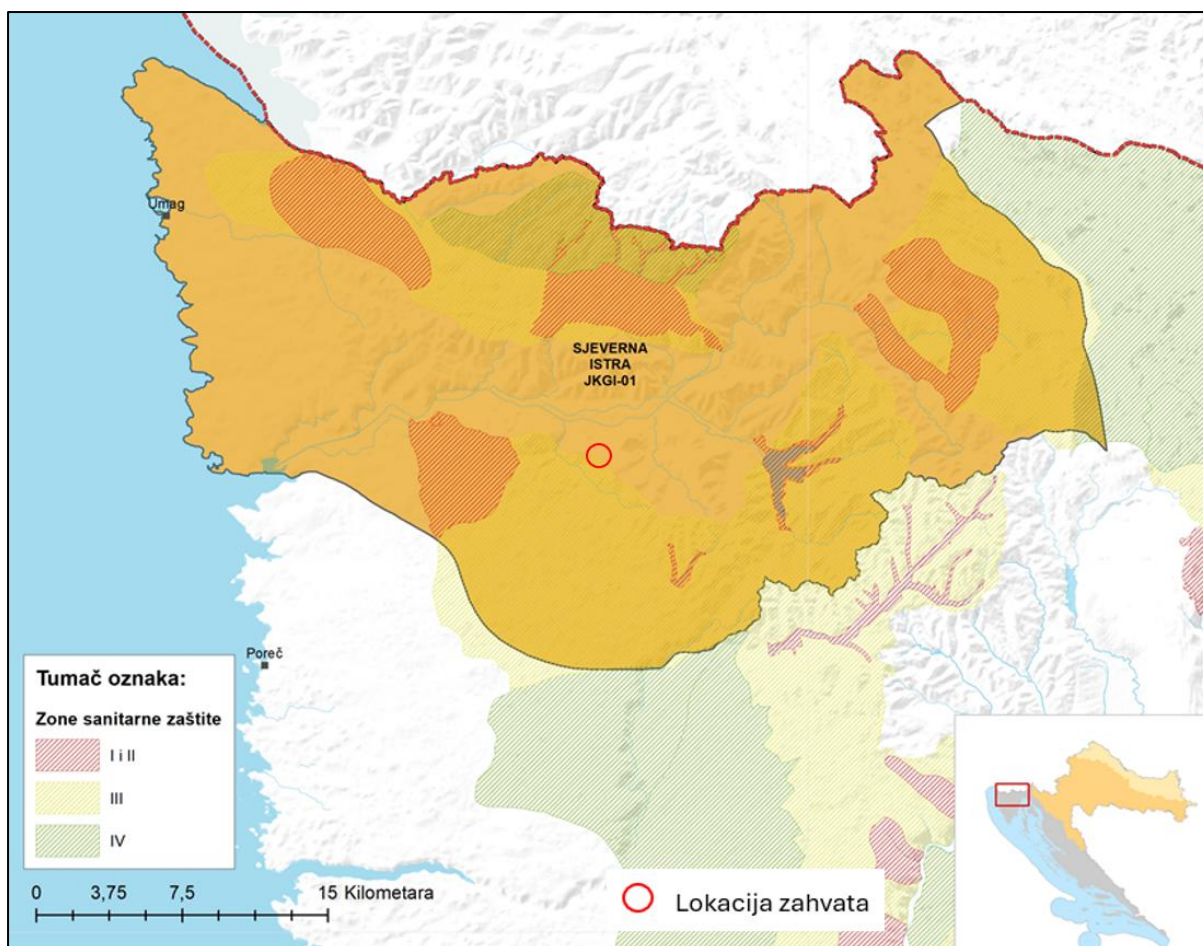 Umag
SJEVERNA
ISTRA
JKGI-01
Poreč
Tumač oznaka:
Zone sanitarne zaštite
I i II
III
IV
0 3,75 7,5 15 Kilometara
Lokacija zahvata